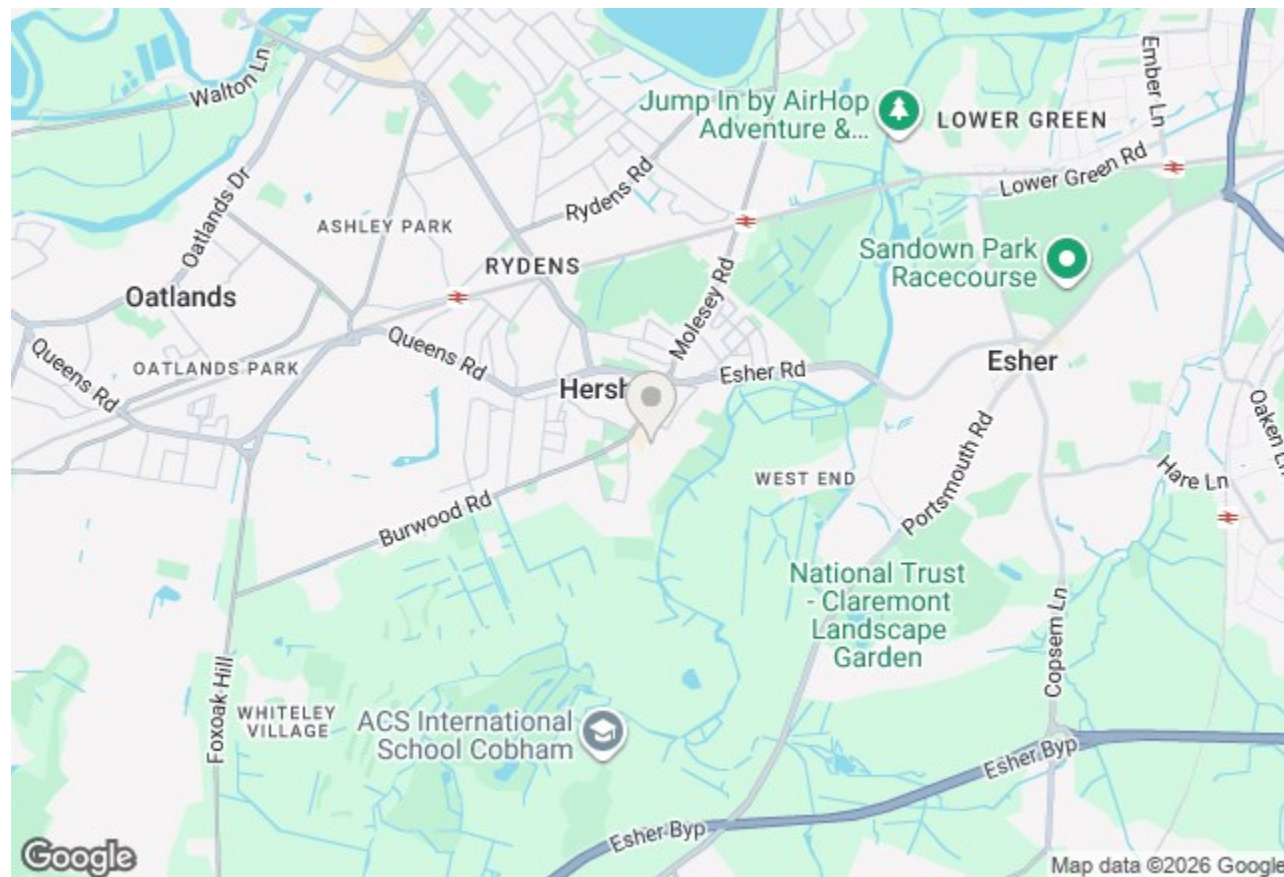 Walton Ln
Ember Ln
Jump In by AirHop
Adventure &...
LOWER GREEN
Lower Green Rd
Oatlands Dr
Rydens Rd
ASHLEY PARK
RYDENS
Sandown Park
Racecourse
Oatlands
Molesey Rd
Queens Rd
Queens Rd
OATLANDS PARK
Esher Rd
Esher
Hersh
Oaken Ln
Portsmouth Rd
Hare Ln
WEST END
Burwood Rd
National Trust
- Claremont
Landscape
Garden
Copsem Ln
Foxoak Hill
WHITELEY
VILLAGE
ACS International
School Cobham
Esher Byp
Esher Byp
Google
Map data ©2026 Google